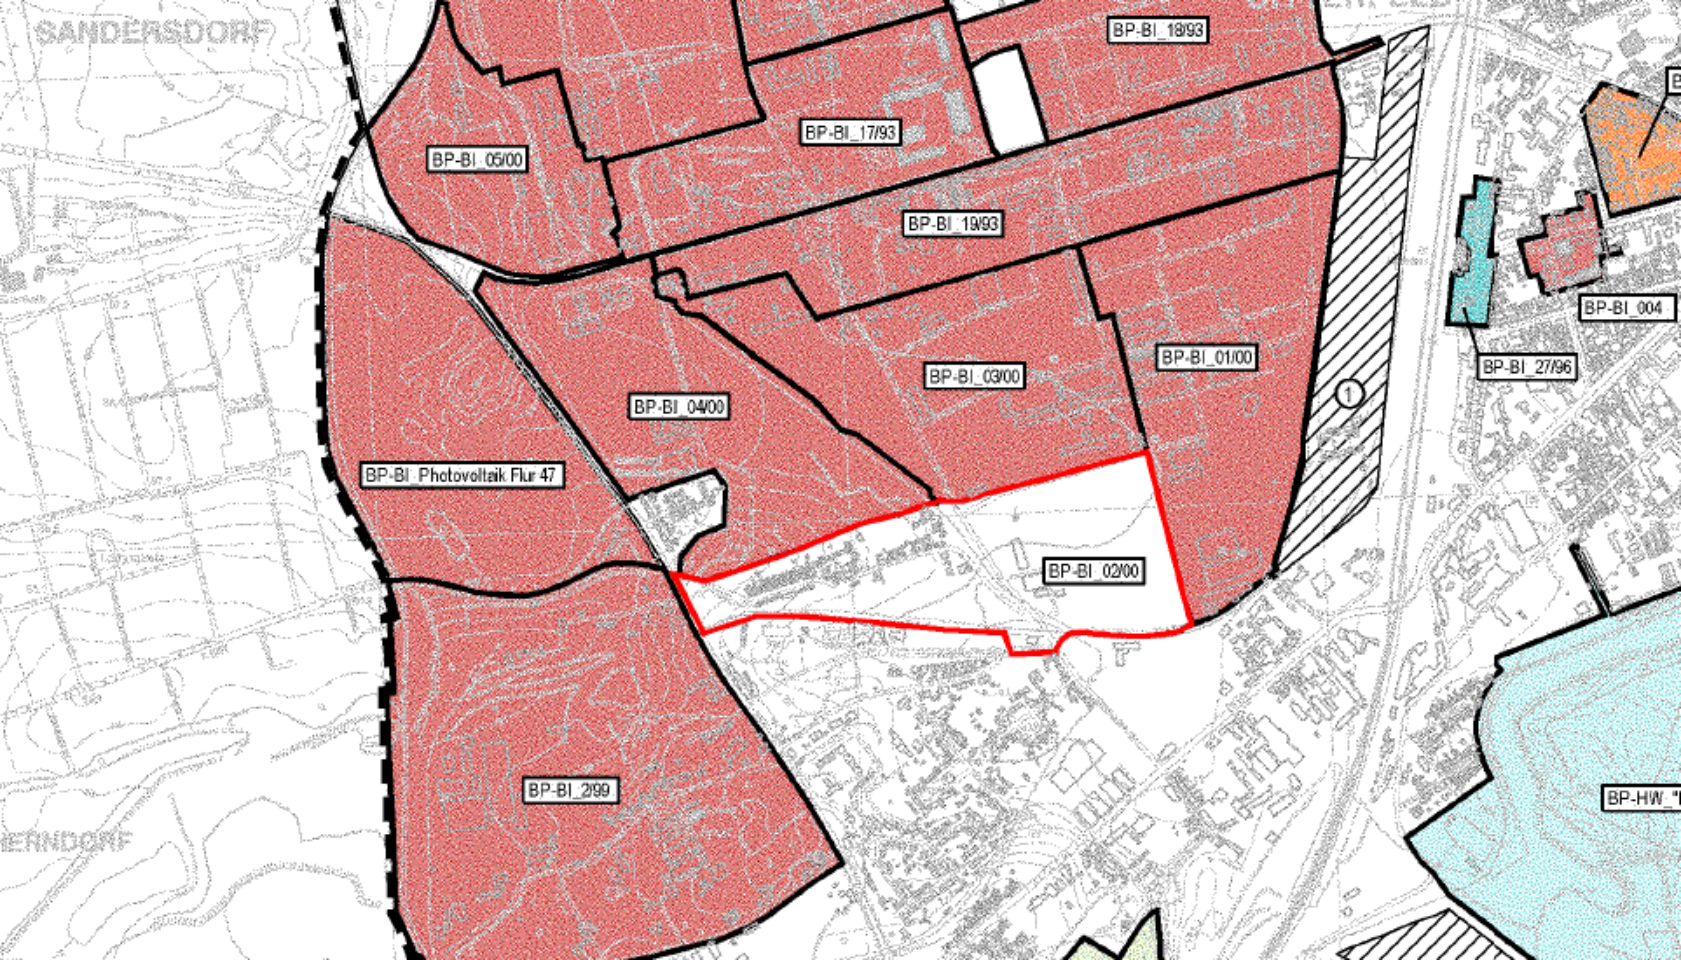 SANDERSDORF
BP-BI_18/93
BP-BI_17/93
BP-BI_05/00
BP-BI_19/93
BP-BI_004
BP-BI_01/00
BP-BI_27/96
BP-BI_03/00
1
BP-BI_04/00
BP-BI_Photovoltaik Flur 47
BP-BI_02/00
BP-BI_2/99
BP-HW_"
ERNDORF